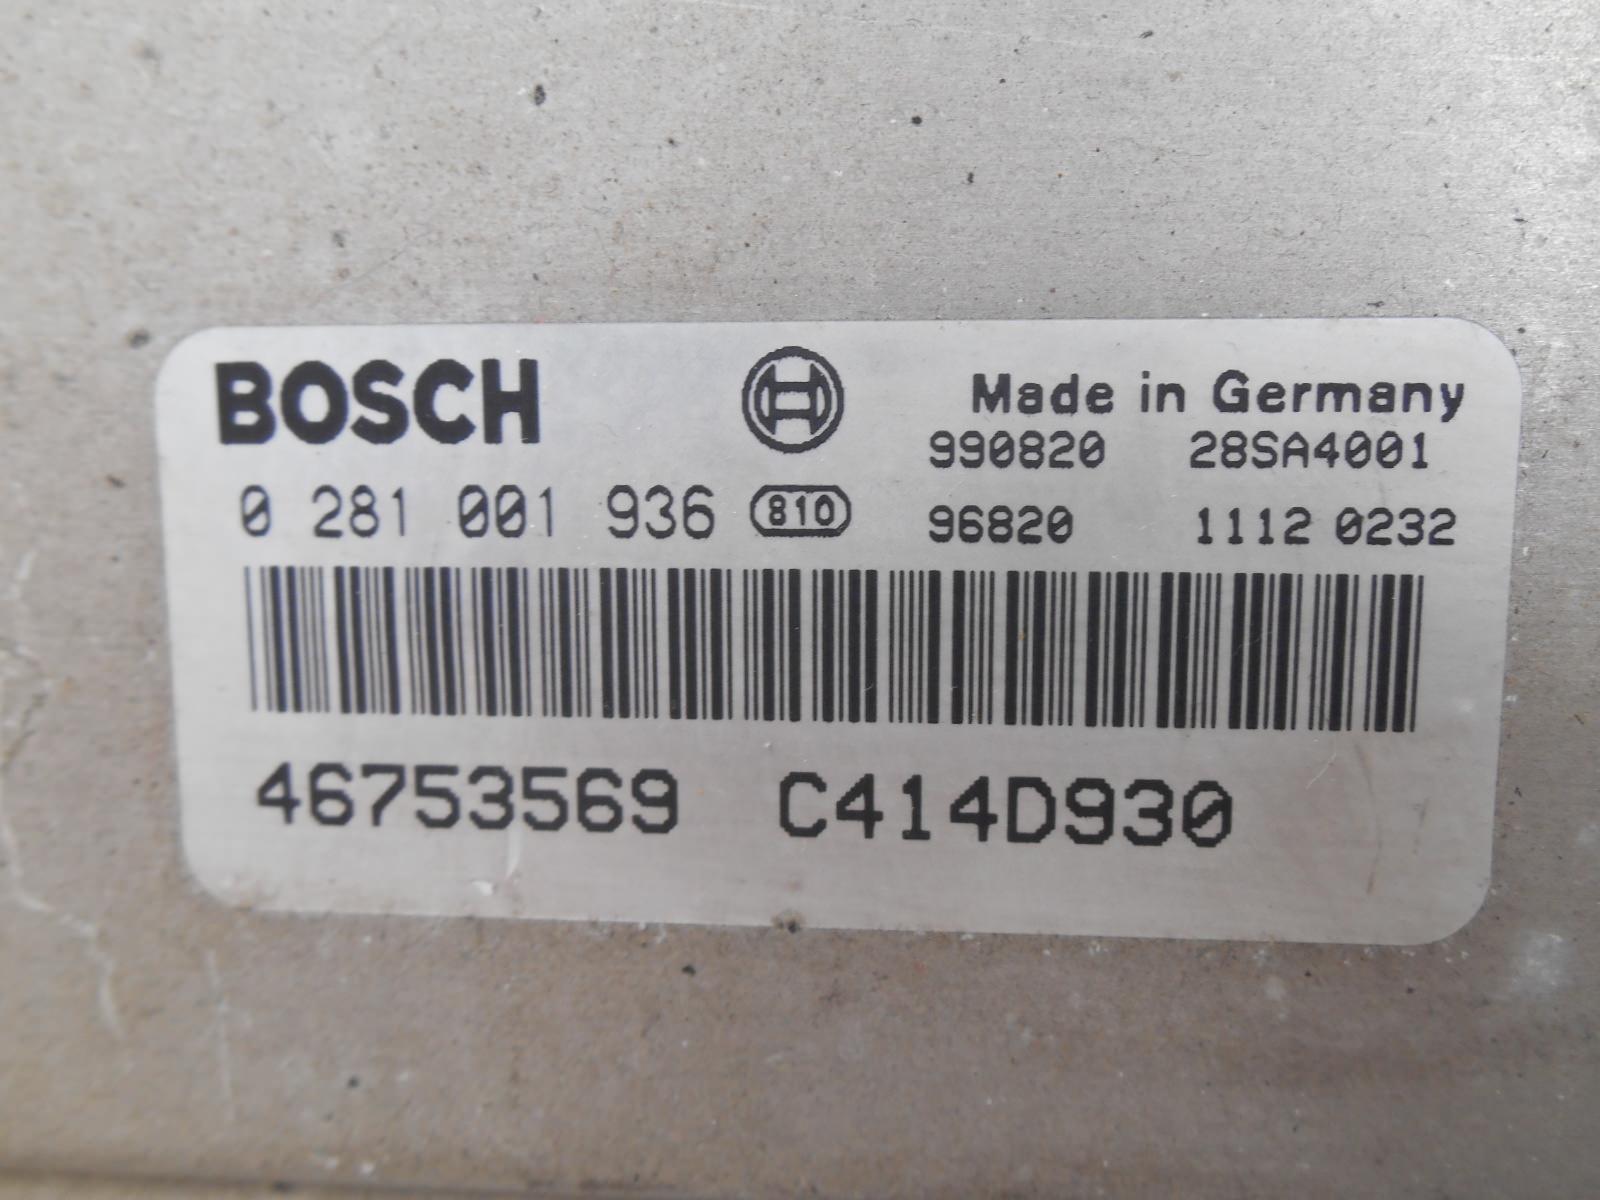 BOSCH Made in Germany
990820 28SA4001
0 281 001 936 810 96820 1112 0232
46753569 C414D930